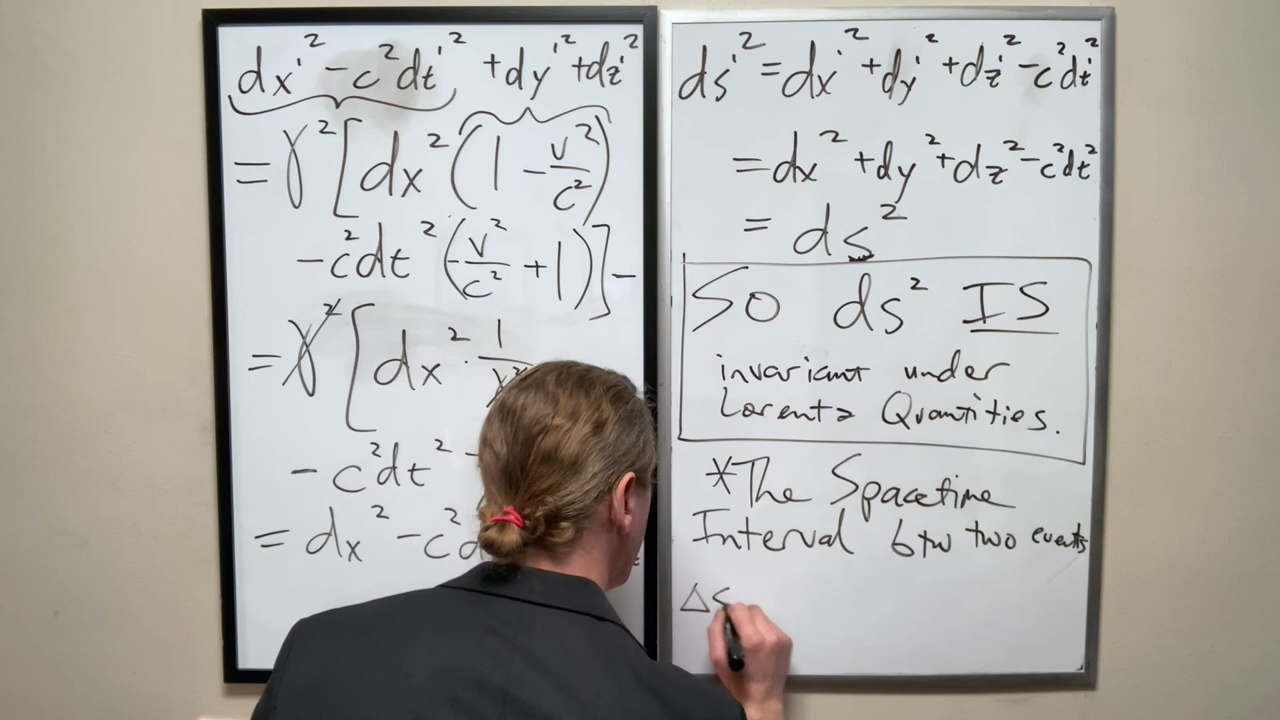 dx'² - c²dt'² + dy'² + dz'²
= γ² [dx² (1 - v²/c²)
- c²dt² (-v²/c² + 1)] -
= γ² [dx² · 1/γ²
- c²dt² -
= dx² - c²d
ds'² = dx'² + dy'² + dz'² - c²dt'²
= dx² + dy² + dz² - c²dt²
= ds²
So ds² IS
invariant under
Lorentz Quantities.
*The Spacetime
Interval btw two events
Δs